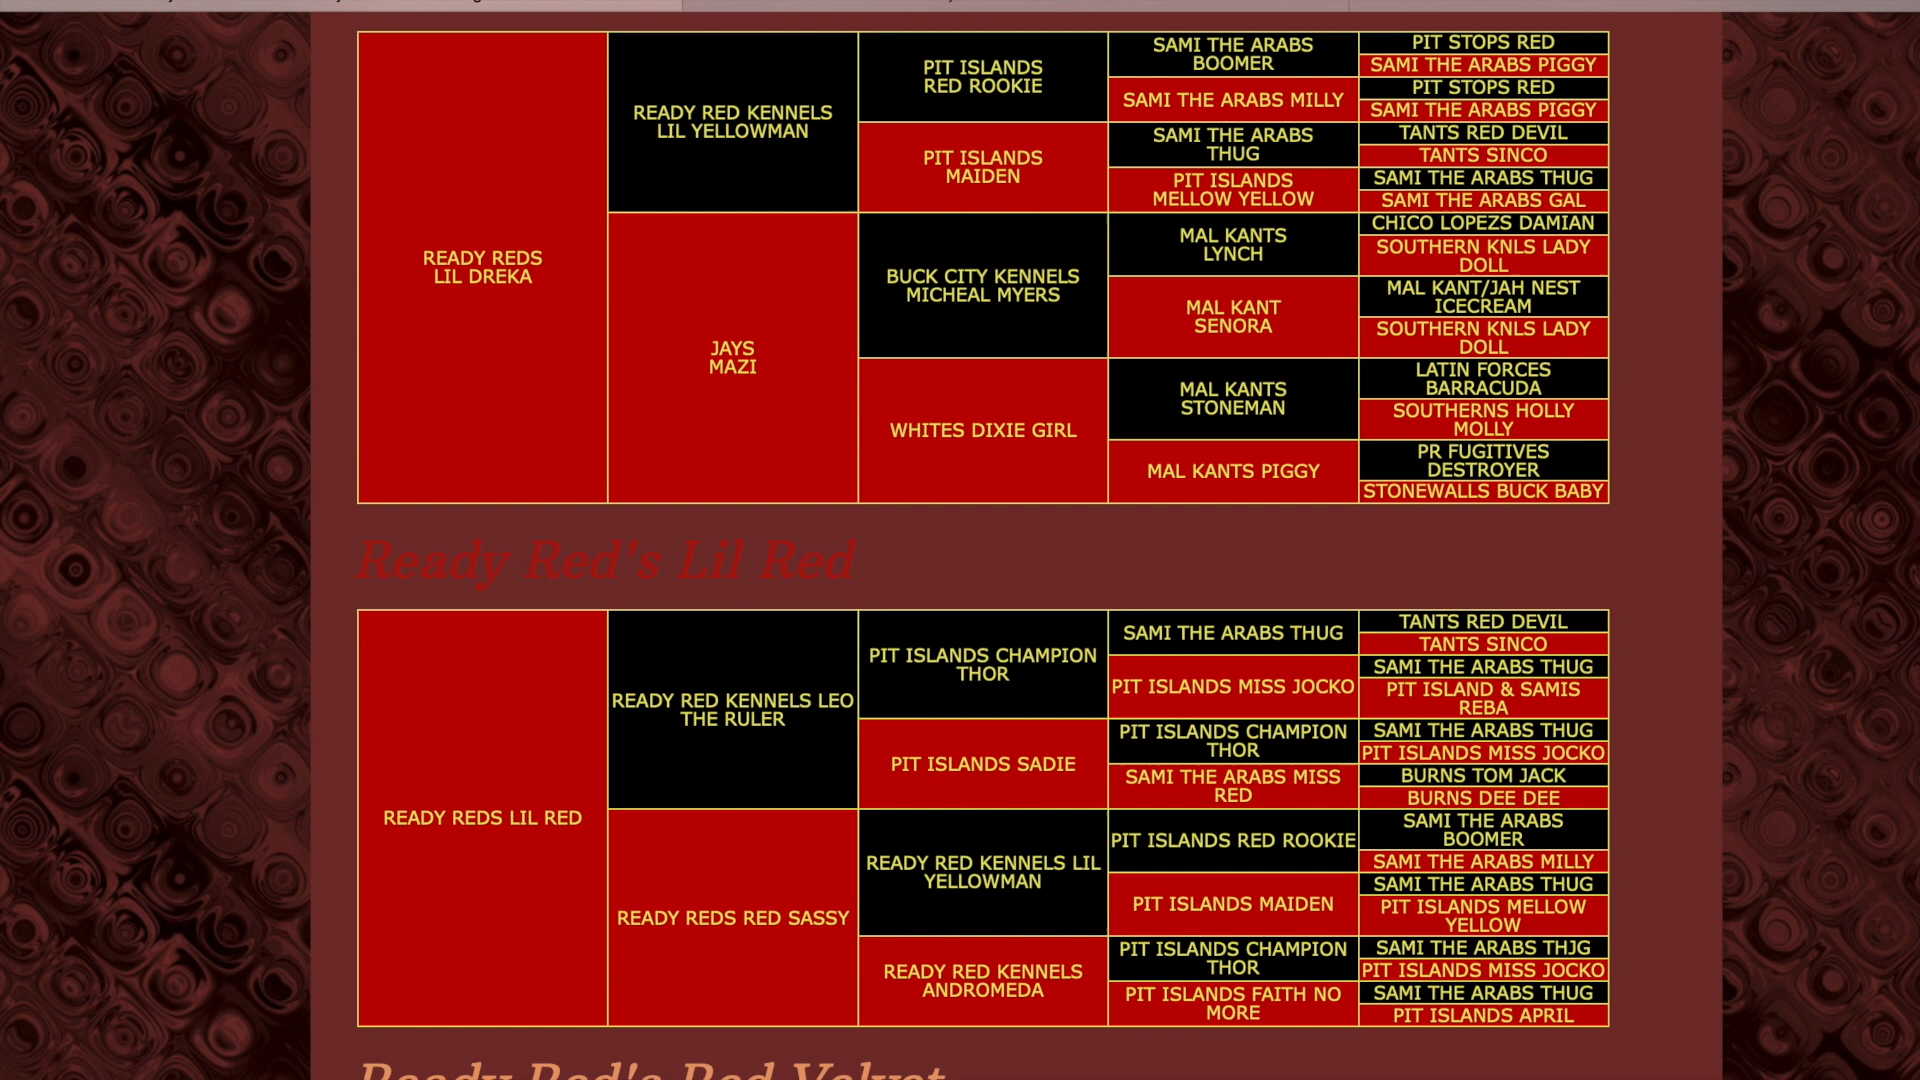 READY REDS
LIL DREKA
READY RED KENNELS
LIL YELLOWMAN
JAYS
MAZI
PIT ISLANDS
RED ROOKIE
PIT ISLANDS
MAIDEN
BUCK CITY KENNELS
MICHEAL MYERS
WHITES DIXIE GIRL
SAMI THE ARABS
BOOMER
SAMI THE ARABS MILLY
SAMI THE ARABS
THUG
PIT ISLANDS
MELLOW YELLOW
MAL KANTS
LYNCH
MAL KANT
SENORA
MAL KANTS
STONEMAN
MAL KANTS PIGGY
PIT STOPS RED
SAMI THE ARABS PIGGY
PIT STOPS RED
SAMI THE ARABS PIGGY
TANTS RED DEVIL
TANTS SINCO
SAMI THE ARABS THUG
SAMI THE ARABS GAL
CHICO LOPEZS DAMIAN
SOUTHERN KNLS LADY
DOLL
MAL KANT/JAH NEST
ICECREAM
SOUTHERN KNLS LADY
DOLL
LATIN FORCES
BARRACUDA
SOUTHERNS HOLLY
MOLLY
PR FUGITIVES
DESTROYER
STONEWALLS BUCK BABY
Ready Red's Lil Red
READY REDS LIL RED
READY RED KENNELS LEO
THE RULER
READY REDS RED SASSY
PIT ISLANDS CHAMPION
THOR
PIT ISLANDS SADIE
READY RED KENNELS LIL
YELLOWMAN
READY RED KENNELS
ANDROMEDA
SAMI THE ARABS THUG
PIT ISLANDS MISS JOCKO
PIT ISLANDS CHAMPION
THOR
SAMI THE ARABS MISS
RED
PIT ISLANDS RED ROOKIE
PIT ISLANDS MAIDEN
PIT ISLANDS CHAMPION
THOR
PIT ISLANDS FAITH NO
MORE
TANTS RED DEVIL
TANTS SINCO
SAMI THE ARABS THUG
PIT ISLAND & SAMIS
REBA
SAMI THE ARABS THUG
PIT ISLANDS MISS JOCKO
BURNS TOM JACK
BURNS DEE DEE
SAMI THE ARABS
BOOMER
SAMI THE ARABS MILLY
SAMI THE ARABS THUG
PIT ISLANDS MELLOW
YELLOW
SAMI THE ARABS THJG
PIT ISLANDS MISS JOCKO
SAMI THE ARABS THUG
PIT ISLANDS APRIL
Ready Red's Red Velvet